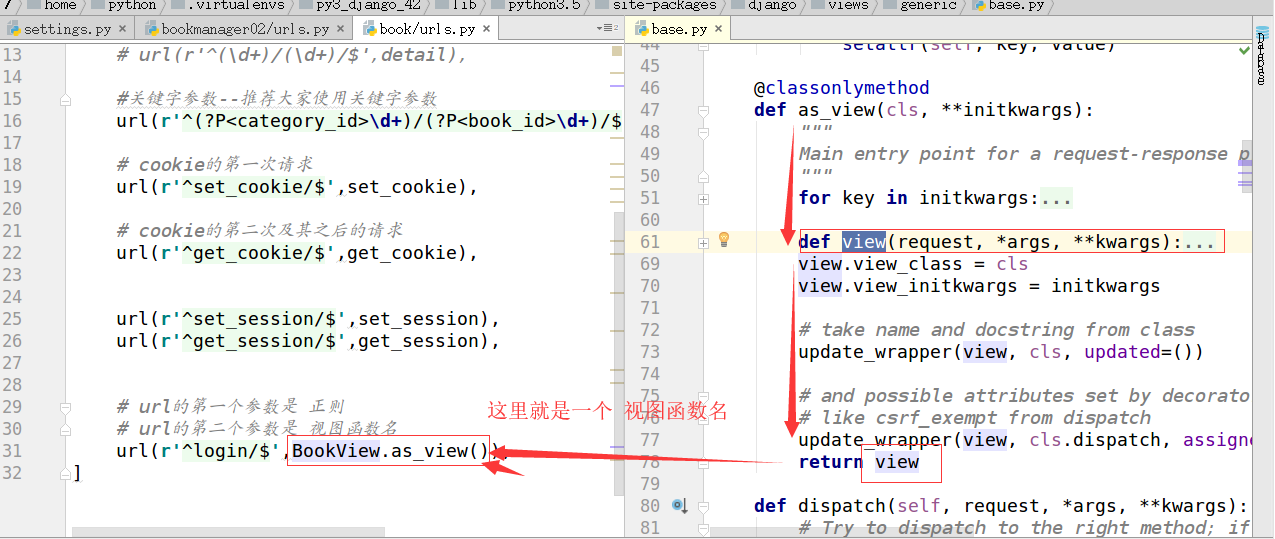 home python .virtualenvs py3_django_42 lib python3.5 site-packages django views generic base.py
settings.py × bookmanager02/urls.py × book/urls.py ×
13 # url(r'^(\d+)/(\d+)/$',detail),
14
15 #关键字参数--推荐大家使用关键字参数
16 url(r'^(?P<category_id>\d+)/(?P<book_id>\d+)/$
17
18 # cookie的第一次请求
19 url(r'^set_cookie/$',set_cookie),
20
21 # cookie的第二次及其之后的请求
22 url(r'^get_cookie/$',get_cookie),
23
24
25 url(r'^set_session/$',set_session),
26 url(r'^get_session/$',get_session),
27
28
29 # url的第一个参数是 正则
30 # url的第二个参数是 视图函数名
31 url(r'^login/$',BookView.as_view()),
32 ]
这里就是一个 视图函数名
base.py ×
44 setattr(self, key, value)
45
46 @classonlymethod
47 def as_view(cls, **initkwargs):
48 """
49 Main entry point for a request-response p
50 """
51 for key in initkwargs:...
60
61 def view(request, *args, **kwargs):...
69 view.view_class = cls
70 view.view_initkwargs = initkwargs
71
72 # take name and docstring from class
73 update_wrapper(view, cls, updated=())
74
75 # and possible attributes set by decorato
76 # like csrf_exempt from dispatch
77 update_wrapper(view, cls.dispatch, assigne
78 return view
79
80 def dispatch(self, request, *args, **kwargs):
81 # Try to dispatch to the right method; if
Database